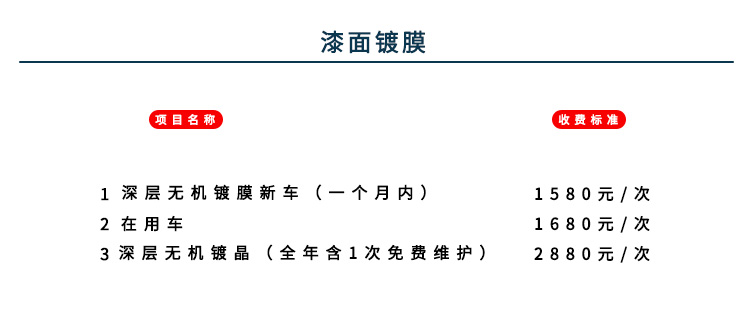 漆面镀膜
项目名称 收费标准
1 深层无机镀膜新车（一个月内） 1580元/次
2 在用车 1680元/次
3 深层无机镀晶（全年含1次免费维护） 2880元/次